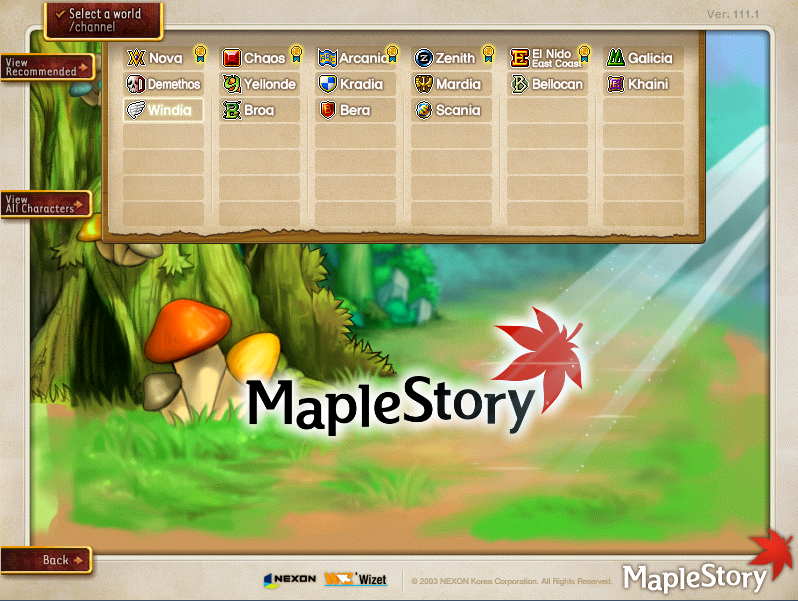 Select a world
/channel
Ver. 111.1
View
Recommended
Nova
Chaos
Arcania
Zenith
El Nido
East Coast
Galicia
Demethos
Yellonde
Kradia
Mardia
Bellocan
Khaini
Windia
Broa
Bera
Scania
View
All Characters
MapleStory
Back
NEXON
Wizet
© 2003 NEXON Korea Corporation. All Rights Reserved.
MapleStory